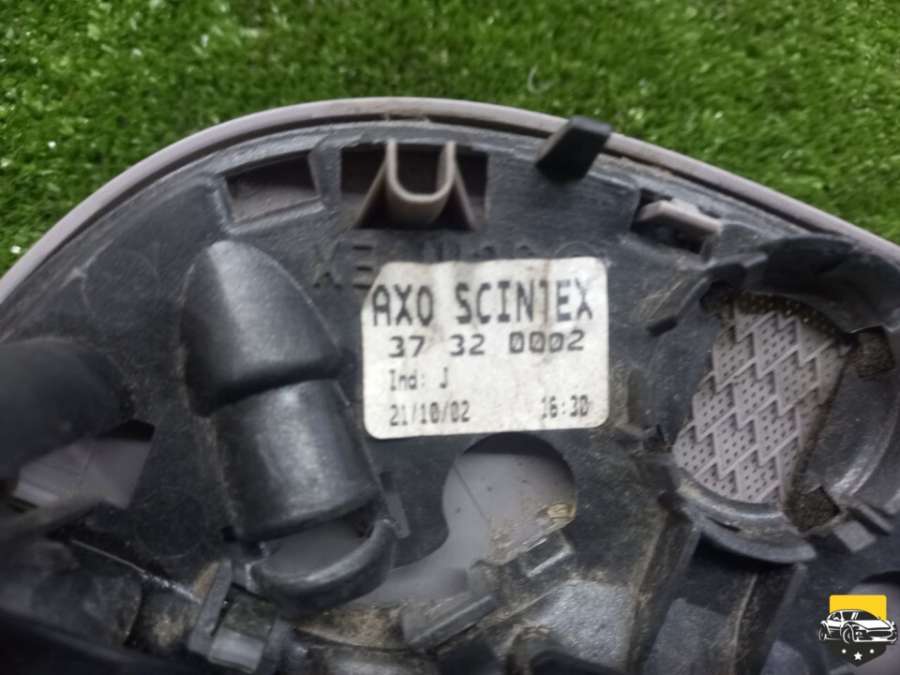 AXO SCINTEX
37 32 0002
Ind: J
21/10/02 16:30